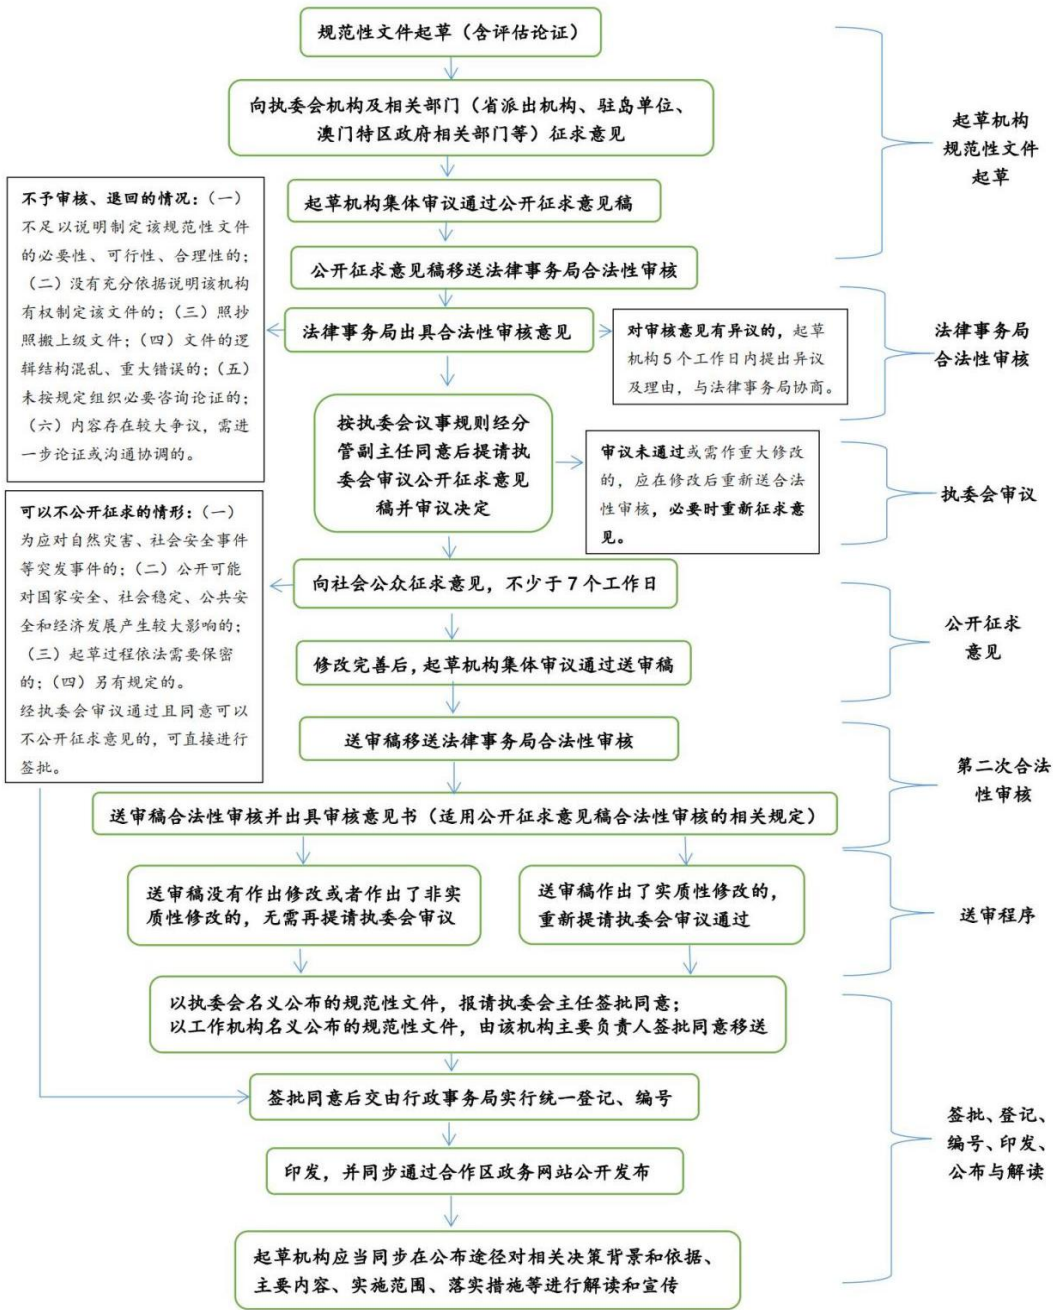 规范性文件起草（含评估论证）
向执委会机构及相关部门（省派出机构、驻岛单位、
澳门特区政府相关部门等）征求意见
起草机构集体审议通过公开征求意见稿
公开征求意见稿移送法律事务局合法性审核
法律事务局出具合法性审核意见
起草机构
规范性文件
起草
不予审核、退回的情况：（一）
不足以说明制定该规范性文件
的必要性、可行性、合理性的；
（二）没有充分依据说明该机构
有权制定该文件的；（三）照抄
照搬上级文件；（四）文件的逻
辑结构混乱、重大错误的；（五）
未按规定组织必要咨询论证的；
（六）内容存在较大争议，需进
一步论证或沟通协调的。
对审核意见有异议的，起草
机构 5 个工作日内提出异议
及理由，与法律事务局协商。
法律事务局
合法性审核
按执委会议事规则经分
管副主任同意后提请执
委会审议公开征求意见
稿并审议决定
审议未通过或需作重大修改
的，应在修改后重新送合法
性审核，必要时重新征求意
见。
执委会审议
可以不公开征求的情形：（一）
为应对自然灾害、社会安全事件
等突发事件的；（二）公开可能
对国家安全、社会稳定、公共安
全和经济发展产生较大影响的；
（三）起草过程依法需要保密
的；（四）另有规定的。
经执委会审议通过且同意可以
不公开征求意见的，可直接进行
签批。
向社会公众征求意见，不少于 7 个工作日
修改完善后，起草机构集体审议通过送审稿
公开征求
意见
送审稿移送法律事务局合法性审核
送审稿合法性审核并出具审核意见书（适用公开征求意见稿合法性审核的相关规定）
第二次合法
性审核
送审稿没有作出修改或者作出了非实
质性修改的，无需再提请执委会审议
送审稿作出了实质性修改的，
重新提请执委会审议通过
送审程序
以执委会名义公布的规范性文件，报请执委会主任签批同意；
以工作机构名义公布的规范性文件，由该机构主要负责人签批同意移送
签批同意后交由行政事务局实行统一登记、编号
印发，并同步通过合作区政务网站公开发布
起草机构应当同步在公布途径对相关决策背景和依据、
主要内容、实施范围、落实措施等进行解读和宣传
签批、登记、
编号、印发、
公布与解读